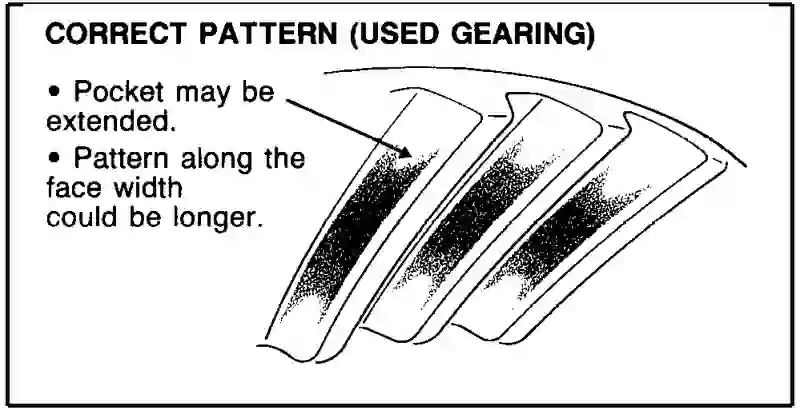 CORRECT PATTERN (USED GEARING)
• Pocket may be
extended.
• Pattern along the
face width
could be longer.